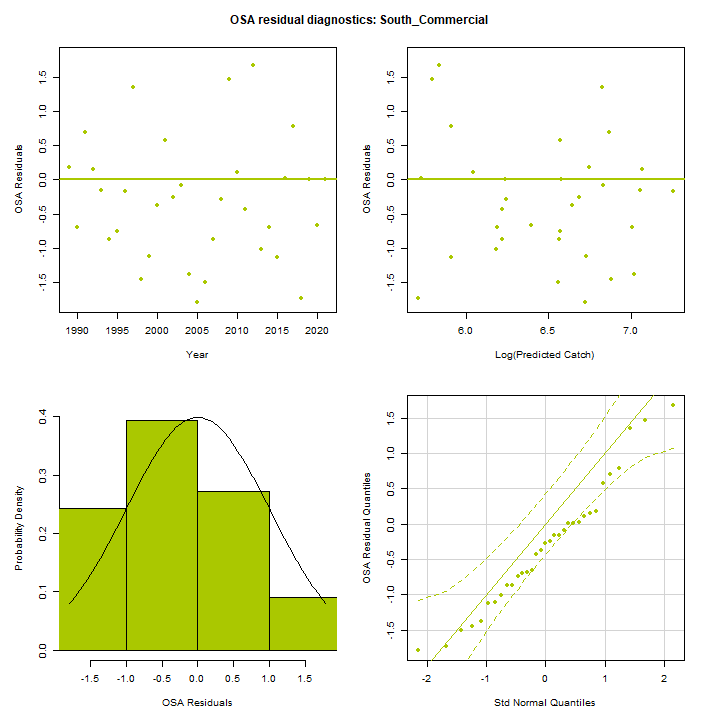 OSA residual diagnostics: South_Commercial
OSA Residuals
1.5
1.0
0.5
0.0
-0.5
-1.0
-1.5
1990 1995 2000 2005 2010 2015 2020
Year
OSA Residuals
1.5
1.0
0.5
0.0
-0.5
-1.0
-1.5
6.0 6.5 7.0
Log(Predicted Catch)
Probability Density
0.4
0.3
0.2
0.1
0.0
-1.5 -1.0 -0.5 0.0 0.5 1.0 1.5
OSA Residuals
OSA Residual Quantiles
1.5
1.0
0.5
0.0
-0.5
-1.0
-1.5
-2 -1 0 1 2
Std Normal Quantiles